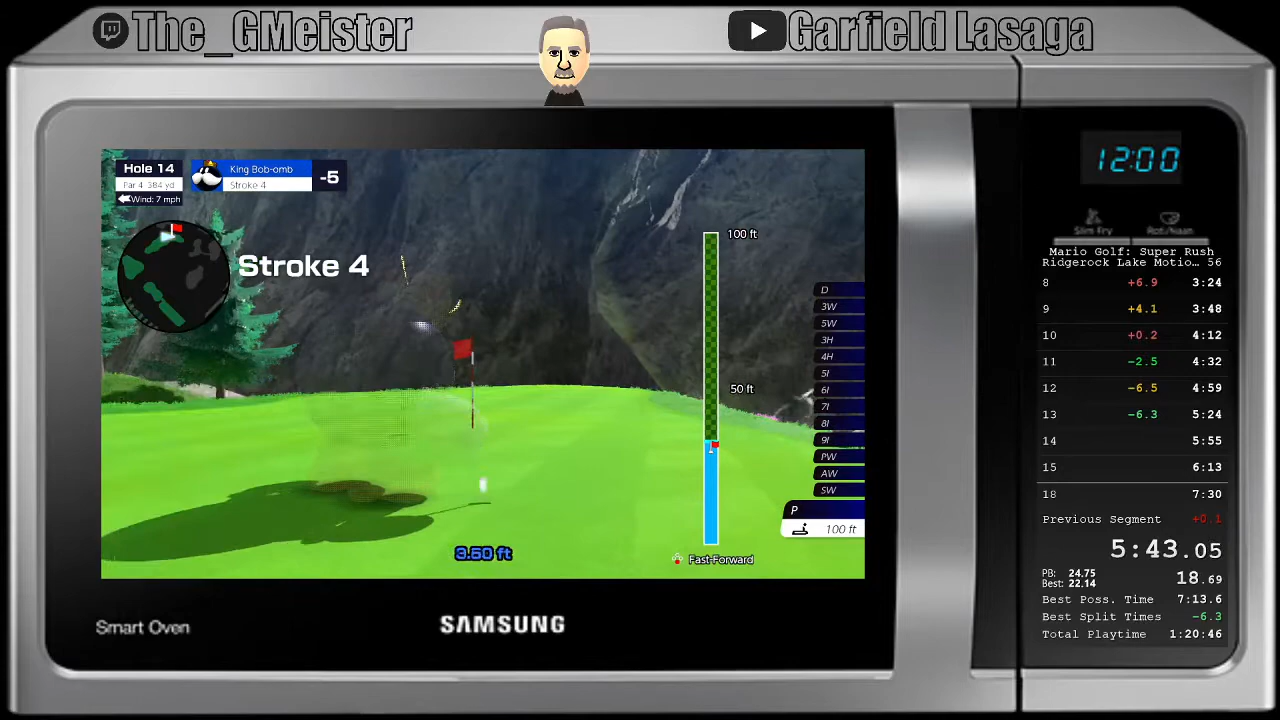 The_GMeister
Garfield Lasaga
Hole 14
Par 4 384 yd
Wind: 7 mph
King Bob-omb
Stroke 4
-5
Stroke 4
100 ft
50 ft
D
3W
5W
3H
4H
5I
6I
7I
8I
9I
PW
AW
SW
P
100 ft
3.50 ft
Fast-Forward
Smart Oven
SAMSUNG
12:00
Slim Fry
Roti/Naan
Mario Golf: Super Rush
Ridgerock Lake Motio… 56
8 +6.9 3:24
9 +4.1 3:48
10 +0.2 4:12
11 -2.5 4:32
12 -6.5 4:59
13 -6.3 5:24
14 5:55
15 6:13
18 7:30
Previous Segment +0.1
5:43.05
PB: 24.75
Best: 22.14
18.69
Best Poss. Time 7:13.6
Best Split Times -6.3
Total Playtime 1:20:46